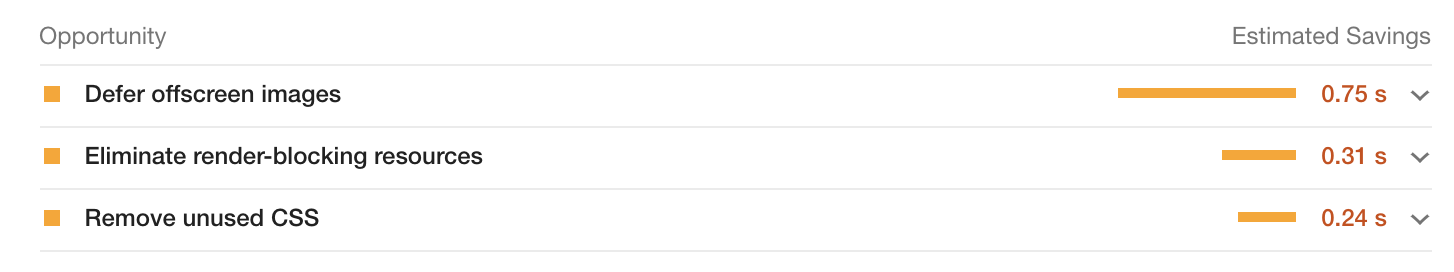 Opportunity Estimated Savings
Defer offscreen images 0.75 s
Eliminate render-blocking resources 0.31 s
Remove unused CSS 0.24 s